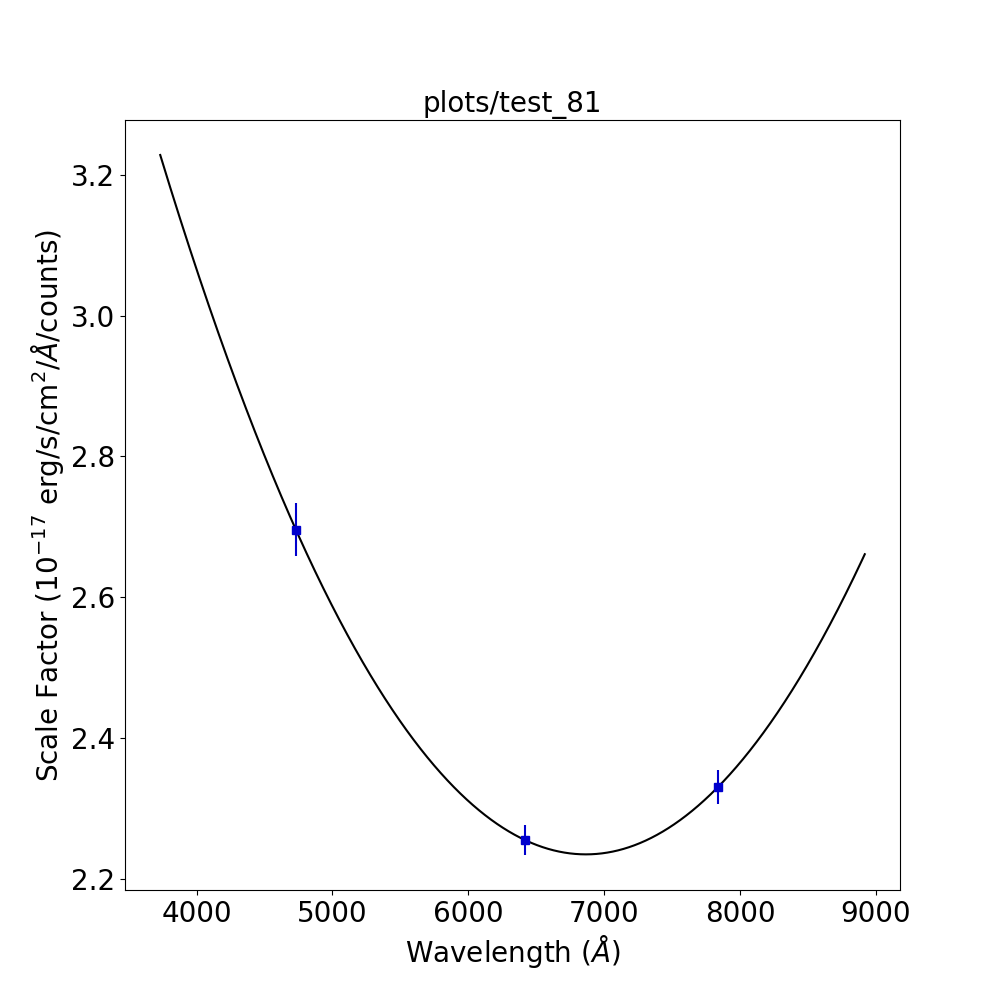 plots/test_81
3.2
3.0
2.8
2.6
2.4
2.2
Scale Factor (10⁻¹⁷ erg/s/cm²/Å/counts)
4000 5000 6000 7000 8000 9000
Wavelength (Å)